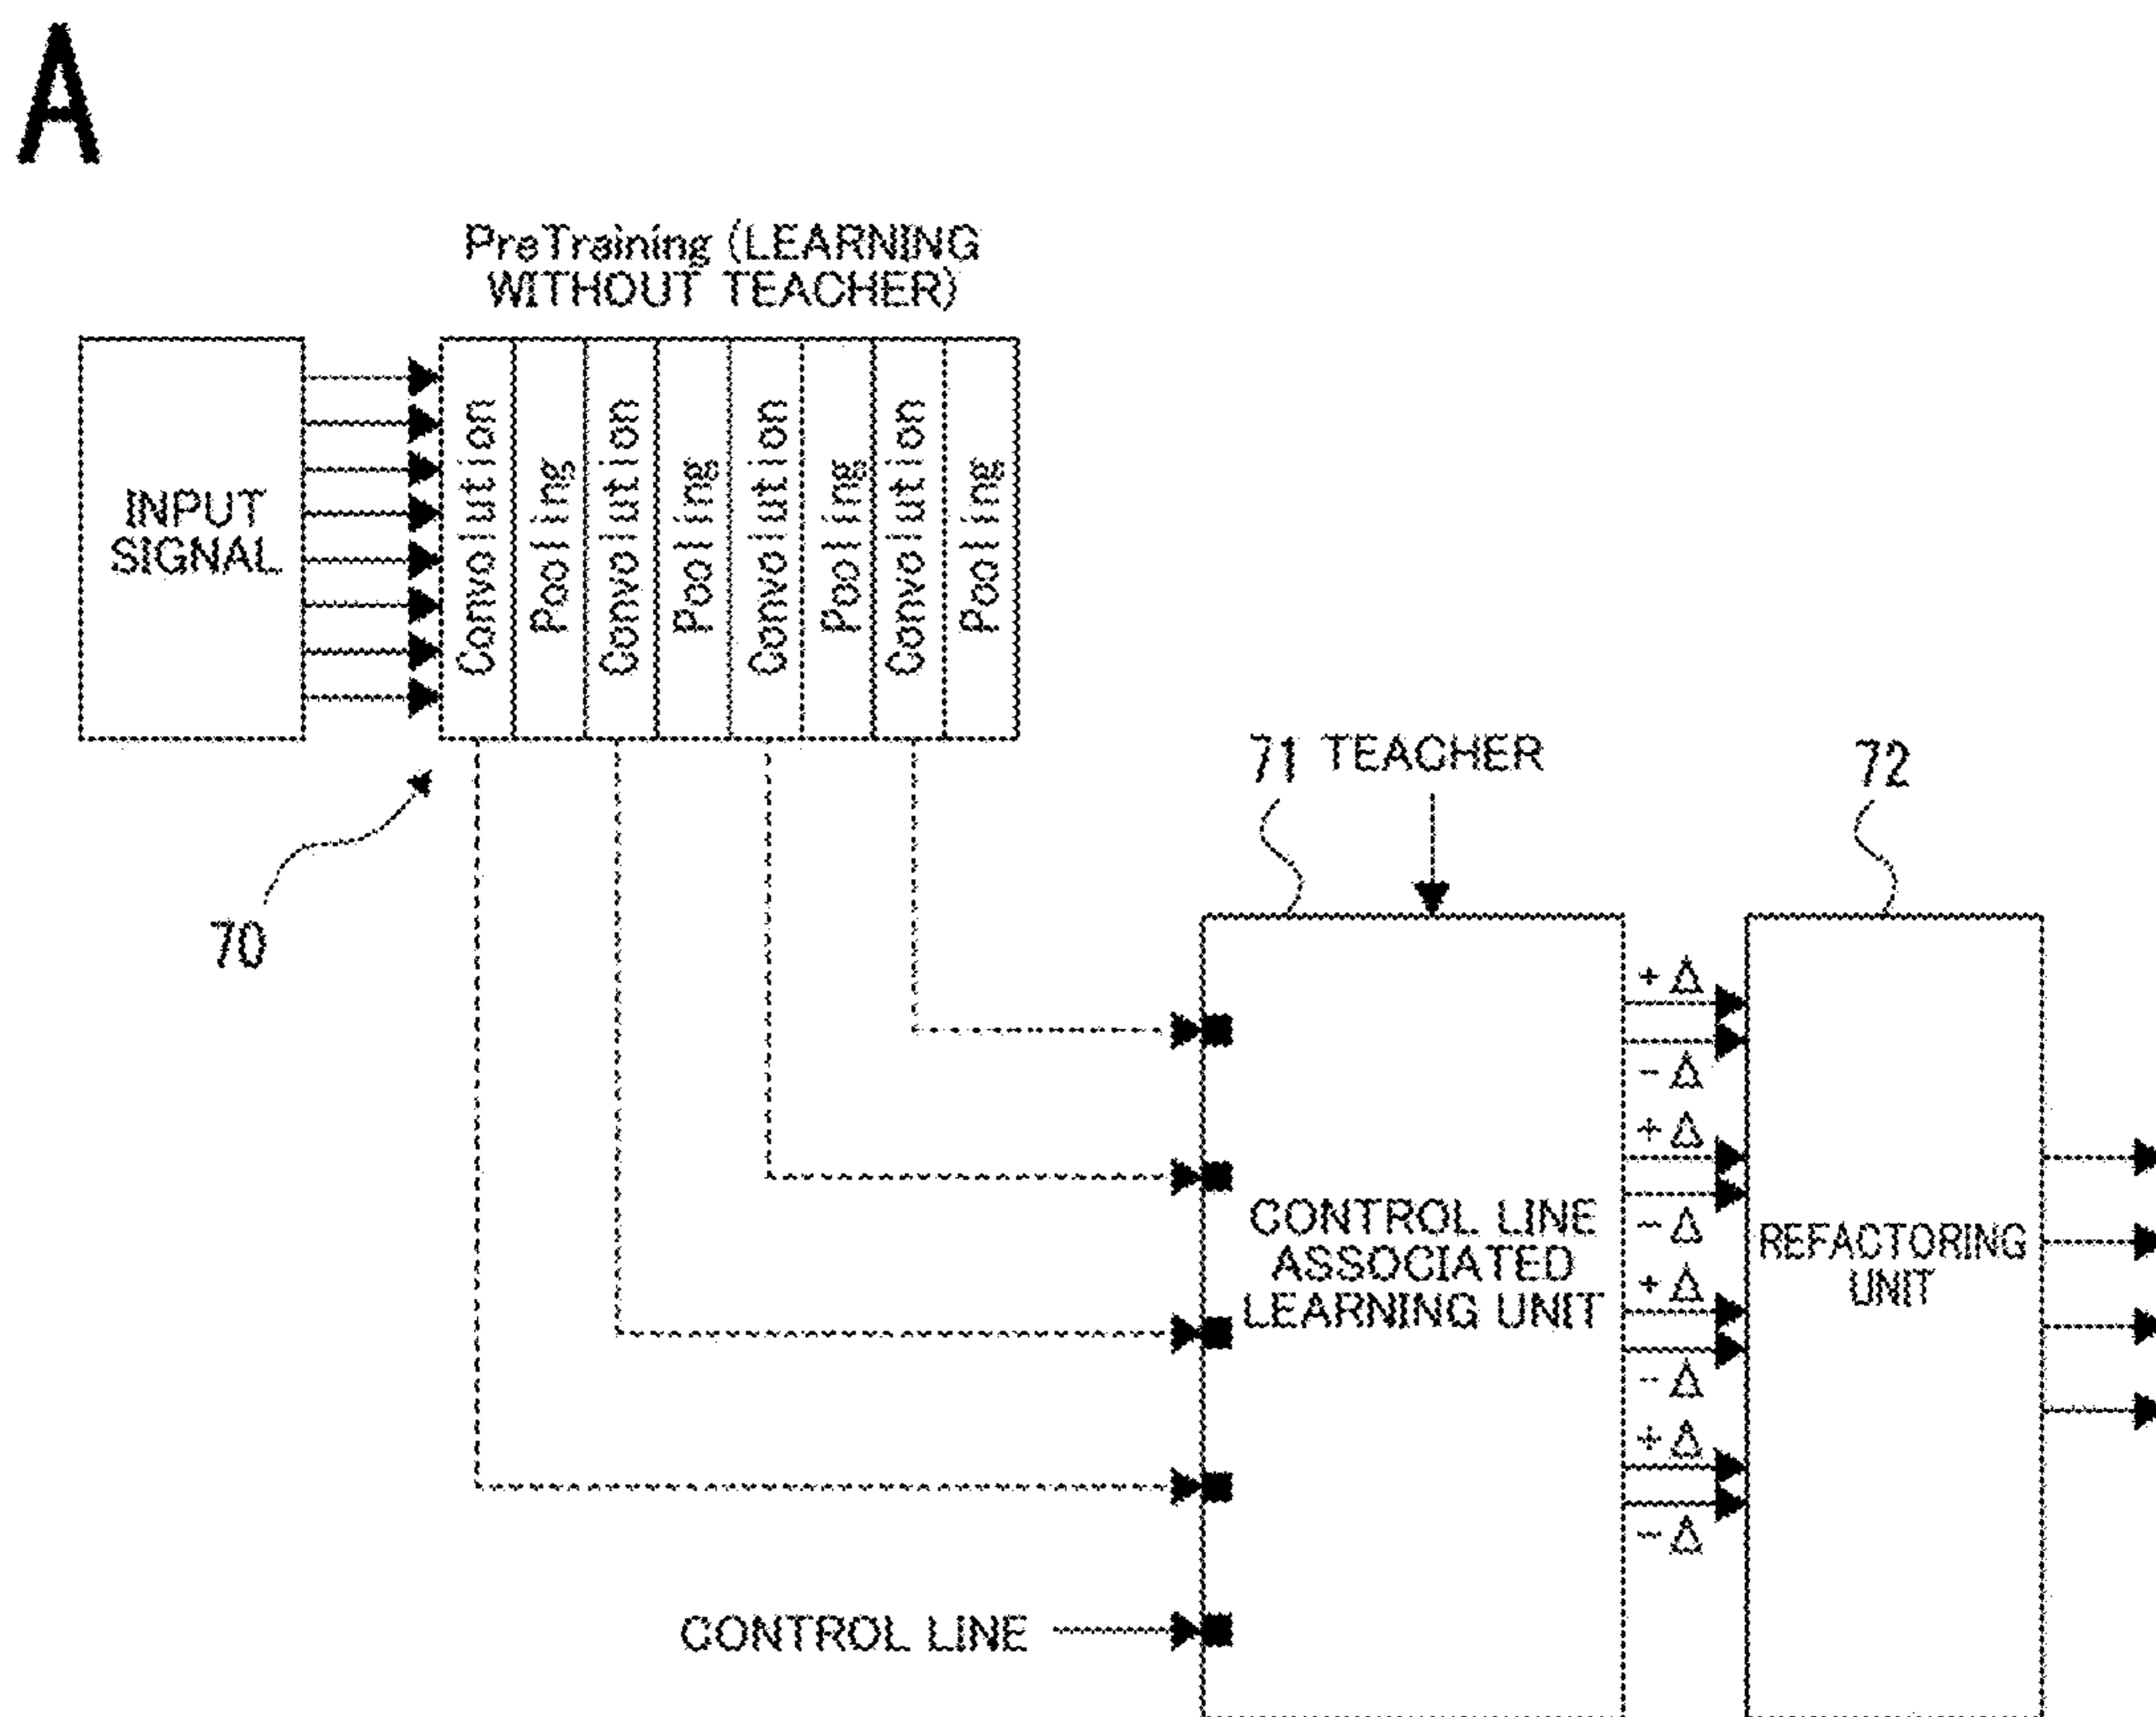 A
PreTraining (LEARNING
WITHOUT TEACHER)
INPUT
SIGNAL
Convolution
Pooling
Convolution
Pooling
Convolution
Pooling
Convolution
Pooling
70
71 TEACHER
72
+Δ
-Δ
+Δ
-Δ
+Δ
-Δ
+Δ
-Δ
CONTROL LINE
ASSOCIATED
LEARNING UNIT
REFACTORING
UNIT
CONTROL LINE